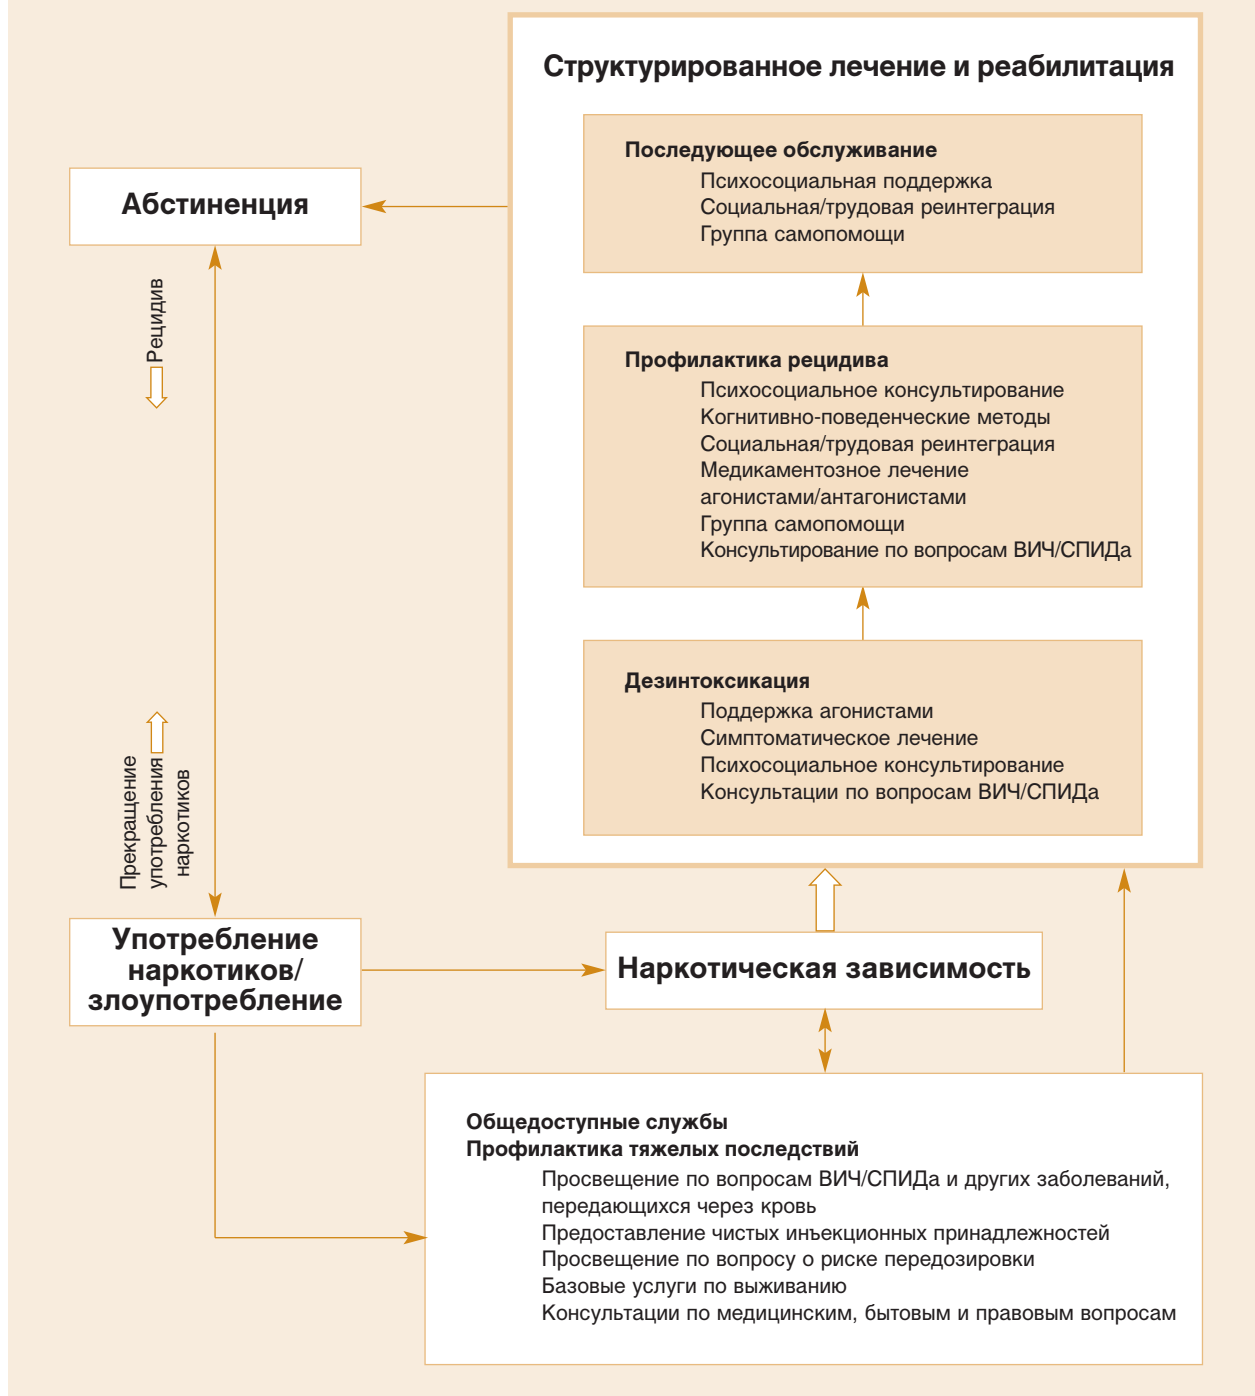 Структурированное лечение и реабилитация
Последующее обслуживание
Психосоциальная поддержка
Социальная/трудовая реинтеграция
Группа самопомощи
Абстиненция
Рецидив
Профилактика рецидива
Психосоциальное консультирование
Когнитивно-поведенческие методы
Социальная/трудовая реинтеграция
Медикаментозное лечение
агонистами/антагонистами
Группа самопомощи
Консультирование по вопросам ВИЧ/СПИДа
Дезинтоксикация
Поддержка агонистами
Симптоматическое лечение
Психосоциальное консультирование
Консультации по вопросам ВИЧ/СПИДа
Прекращение
употребления
наркотиков
Употребление
наркотиков/
злоупотребление
Наркотическая зависимость
Общедоступные службы
Профилактика тяжелых последствий
Просвещение по вопросам ВИЧ/СПИДа и других заболеваний,
передающихся через кровь
Предоставление чистых инъекционных принадлежностей
Просвещение по вопросу о риске передозировки
Базовые услуги по выживанию
Консультации по медицинским, бытовым и правовым вопросам